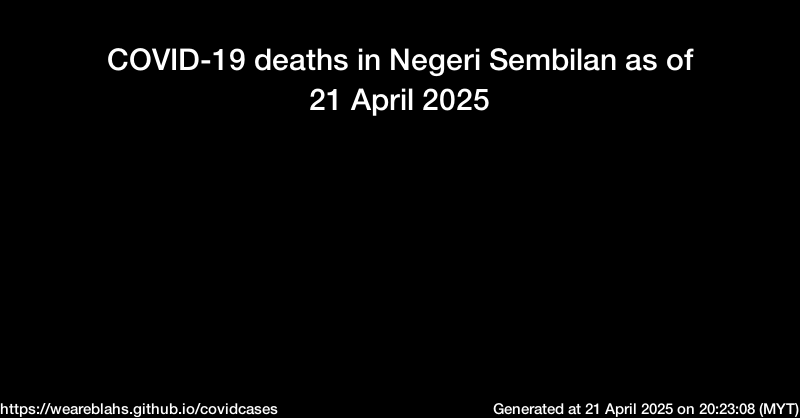 COVID-19 deaths in Negeri Sembilan as of
21 April 2025
https://weareblahs.github.io/covidcases
Generated at 21 April 2025 on 20:23:08 (MYT)